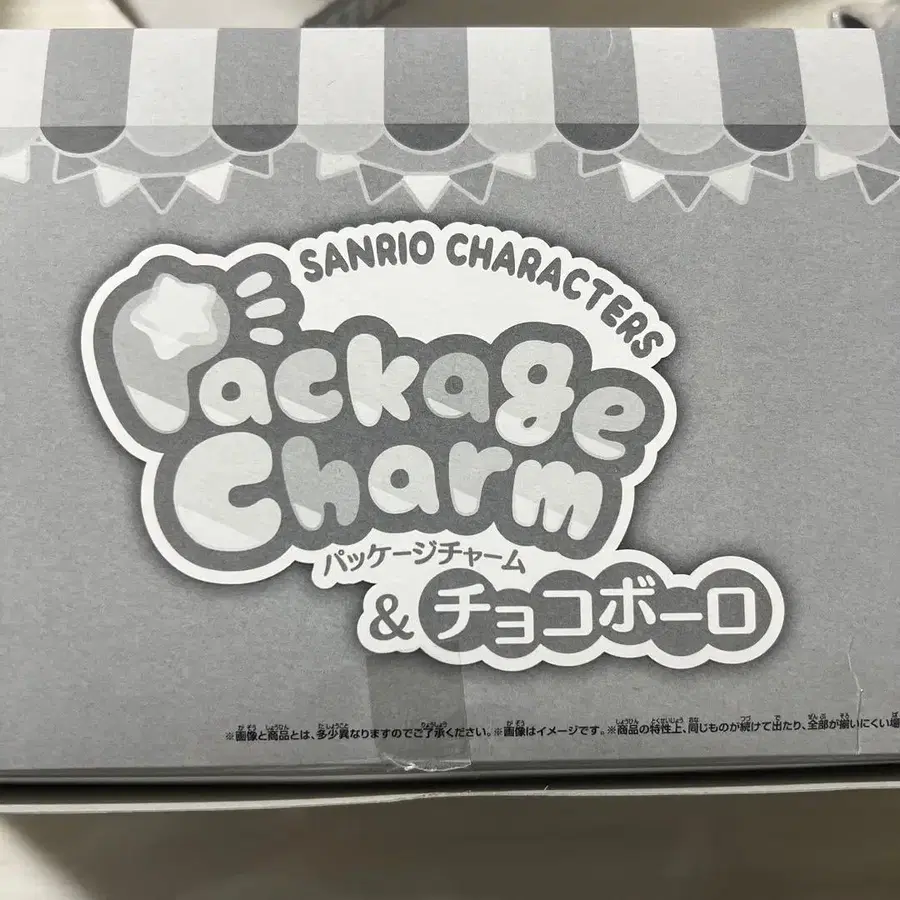 SANRIO CHARACTERS
Package
Charm
パッケージチャーム
&チョコボーロ
※画像と商品とは、多少異なりますのでご了承ください。※画像はイメージです。※商品の特性上、同じものが続けて出たり、全部が揃いにくい場